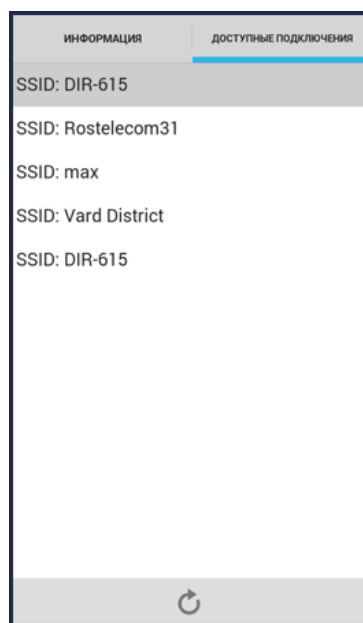 ИНФОРМАЦИЯ
ДОСТУПНЫЕ ПОДКЛЮЧЕНИЯ
SSID: DIR-615
SSID: Rostelecom31
SSID: max
SSID: Vard District
SSID: DIR-615